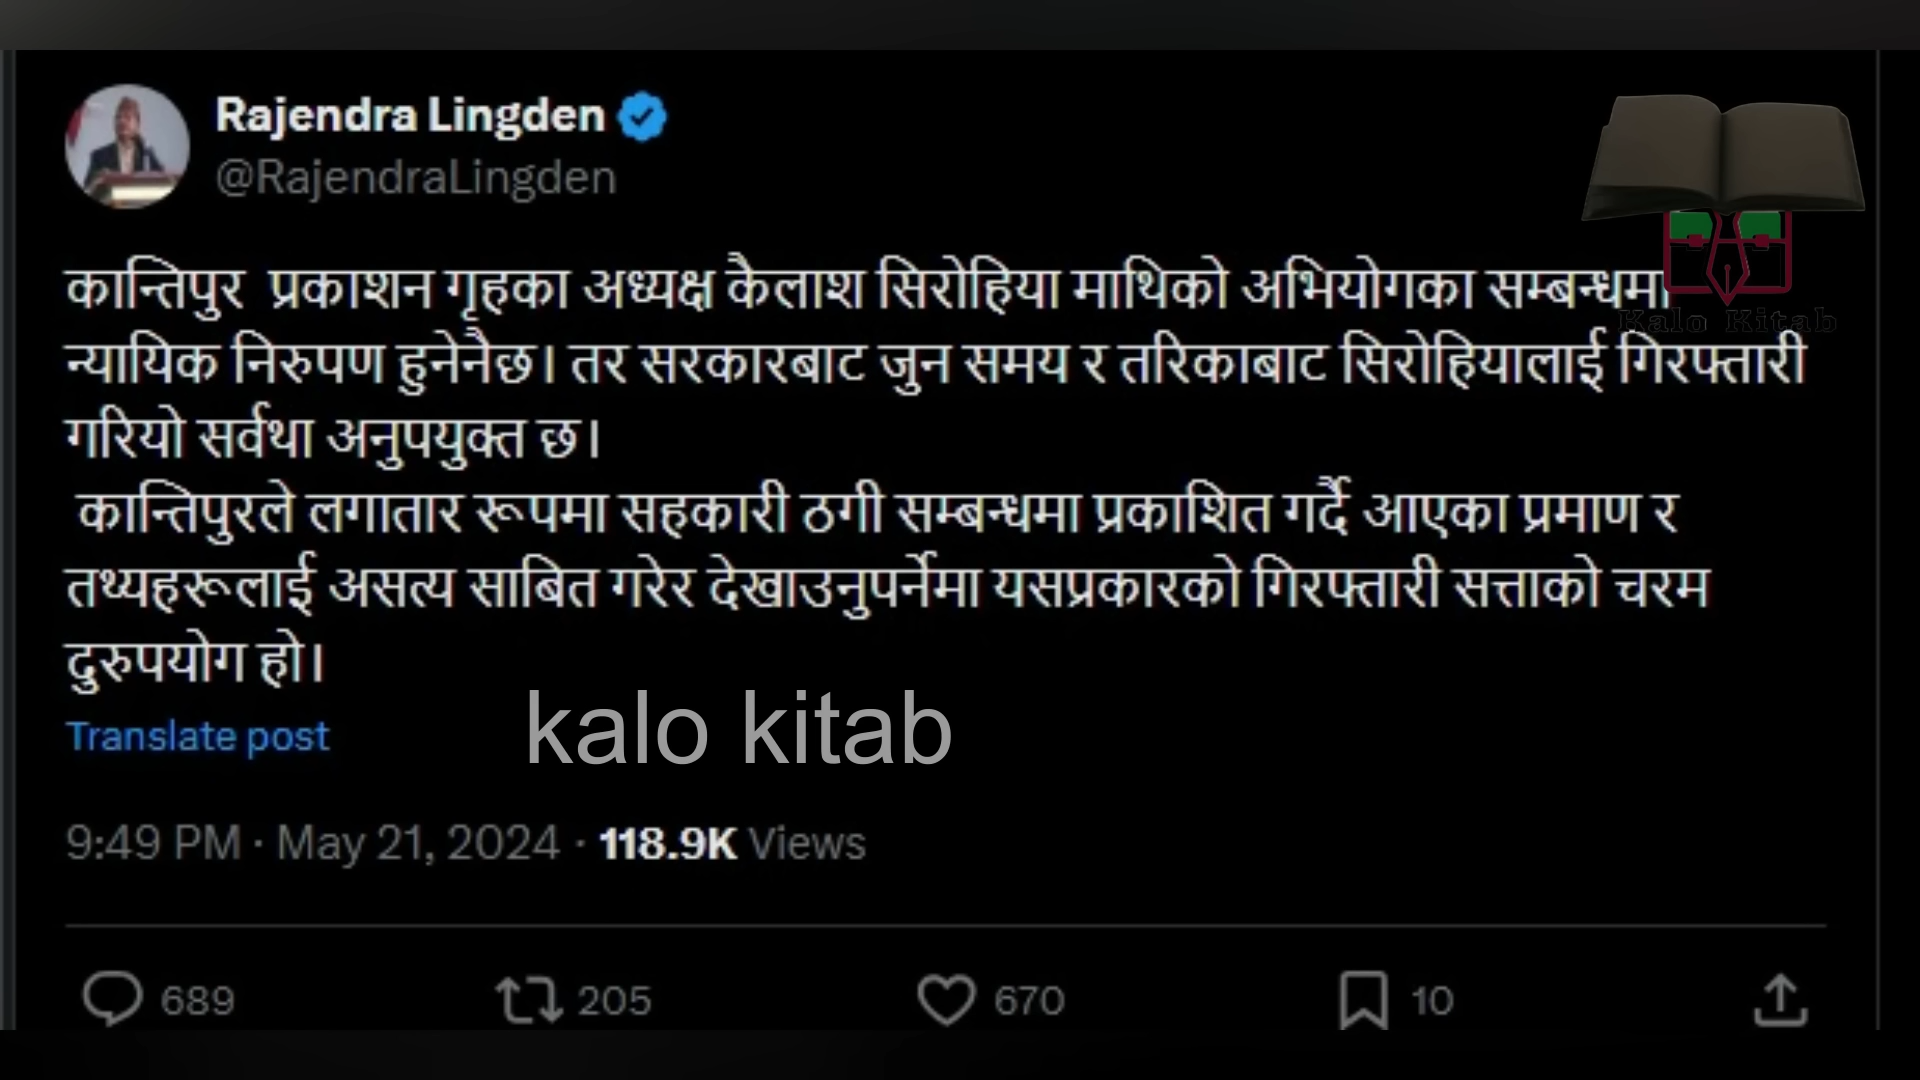 Rajendra Lingden
@RajendraLingden
कान्तिपुर प्रकाशन गृहका अध्यक्ष कैलाश सिरोहिया माथिको अभियोगका सम्बन्धमा
Kalo Kitab
न्यायिक निरुपण हुनेनैछ। तर सरकारबाट जुन समय र तरिकाबाट सिरोहियालाई गिरफ्तारी
गरियो सर्वथा अनुपयुक्त छ।
कान्तिपुरले लगातार रूपमा सहकारी ठगी सम्बन्धमा प्रकाशित गर्दै आएका प्रमाण र
तथ्यहरूलाई असत्य साबित गरेर देखाउनुपर्नेमा यसप्रकारको गिरफ्तारी सत्ताको चरम
दुरुपयोग हो।
Translate post
kalo kitab
9:49 PM · May 21, 2024 · 118.9K Views
689 205 670 10